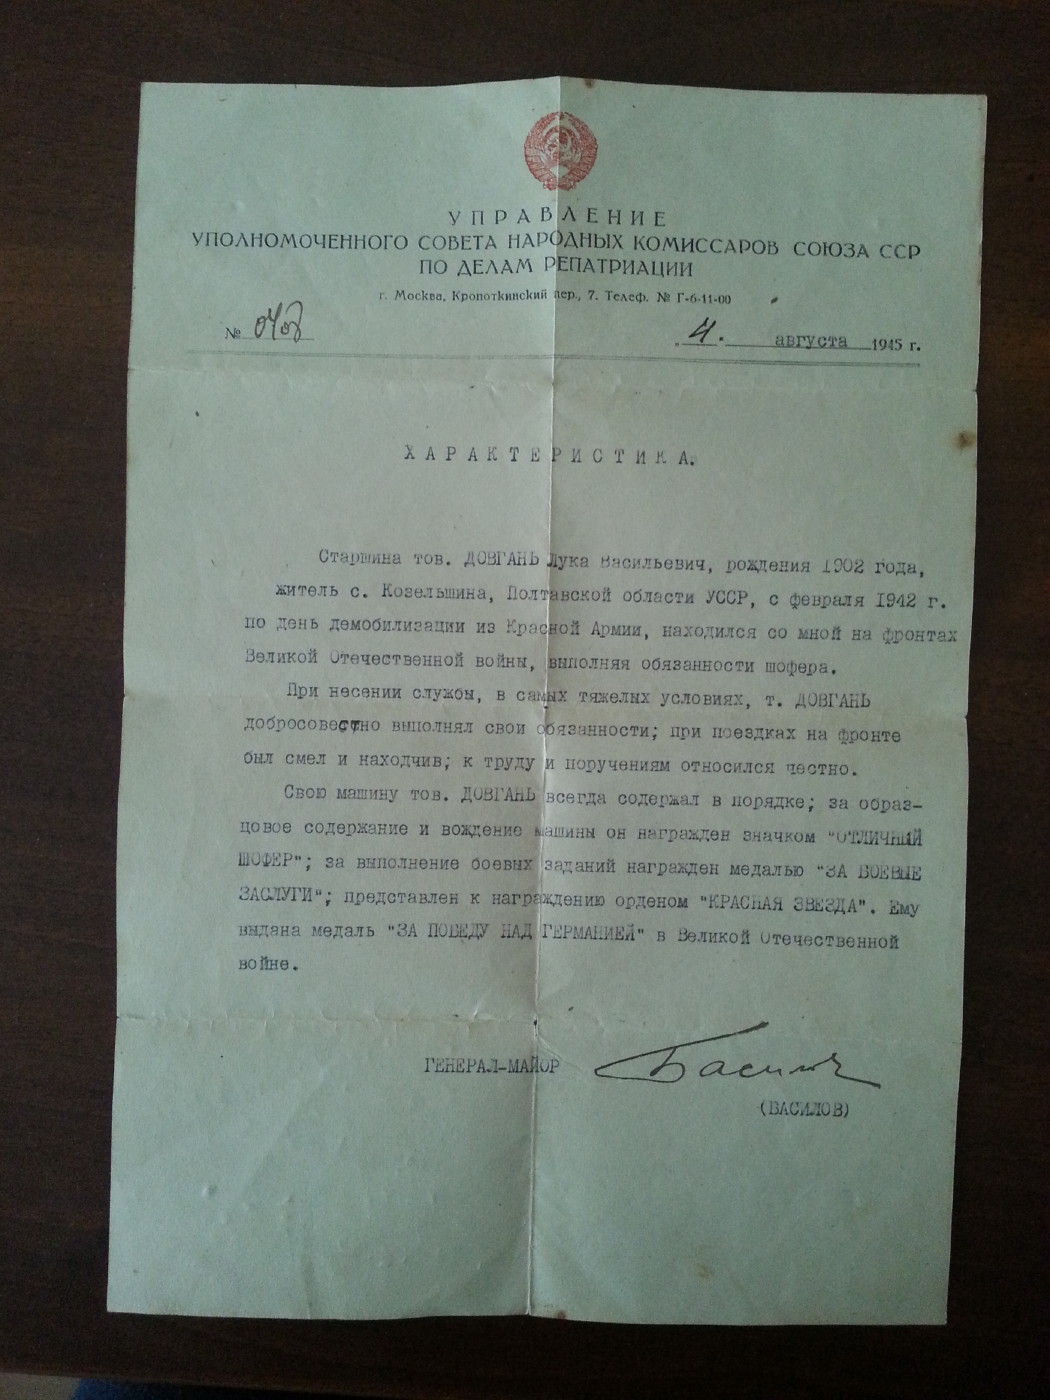 УПРАВЛЕНИЕ
УПОЛНОМОЧЕННОГО СОВЕТА НАРОДНЫХ КОМИССАРОВ СОЮЗА ССР
ПО ДЕЛАМ РЕПАТРИАЦИИ
г. Москва, Кропоткинский пер., 7. Телеф. № Г-6-11-00
№
„4." августа 1945 г.
ХАРАКТЕРИСТИКА.
Старшина тов. ДОВГАНЬ Лука Васильевич, рождения 1902 года,
житель с. Козельшина, Полтавской области УССР, с февраля 1942 г.
по день демобилизации из Красной Армии, находился со мной на фронтах
Великой Отечественной войны, выполняя обязанности шофера.
При несении службы, в самых тяжелых условиях, т. ДОВГАНЬ
добросовестно выполнял свои обязанности; при поездках на фронте
был смел и находчив; к труду и поручениям относился честно.
Свою машину тов. ДОВГАНЬ всегда содержал в порядке; за образ-
цовое содержание и вождение машины он награжден значком "ОТЛИЧНЫЙ
ШОФЕР"; за выполнение боевых заданий награжден медалью "ЗА БОЕВЫЕ
ЗАСЛУГИ"; представлен к награждению орденом "КРАСНАЯ ЗВЕЗДА". Ему
выдана медаль "ЗА ПОБЕДУ НАД ГЕРМАНИЕЙ" в Великой Отечественной
войне.
ГЕНЕРАЛ-МАЙОР Басилов
(БАСИЛОВ)